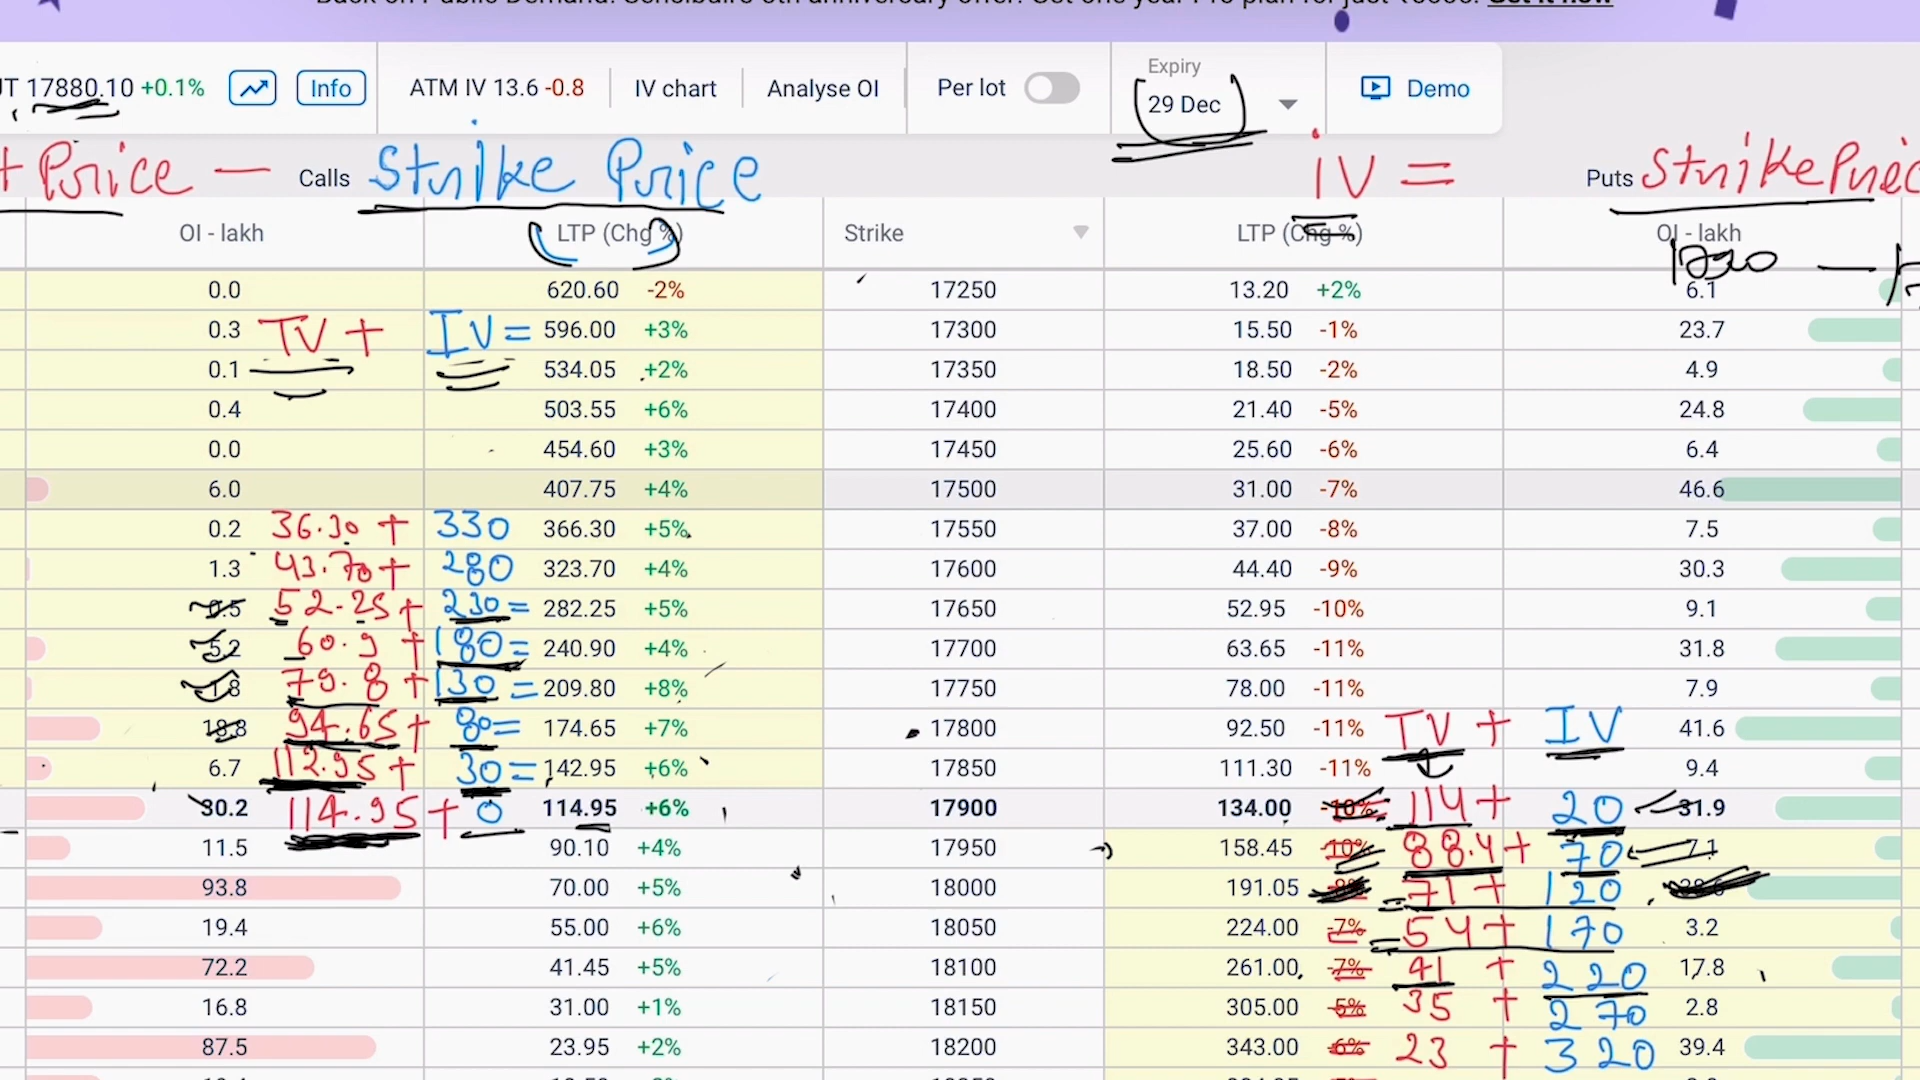 17880.10 +0.1% Info ATM IV 13.6 -0.8 IV chart Analyse OI Per lot Expiry 29 Dec Demo
Price — Calls Strike Price iV = Puts Strike
OI - lakh LTP (Chg %) Strike LTP (Chg %) OI - lakh
0.0 620.60 -2% 17250 13.20 +2% 6.1
0.3 TV + IV = 596.00 +3% 17300 15.50 -1% 23.7
0.1 534.05 +2% 17350 18.50 -2% 4.9
0.4 503.55 +6% 17400 21.40 -5% 24.8
0.0 454.60 +3% 17450 25.60 -6% 6.4
6.0 407.75 +4% 17500 31.00 -7% 46.6
0.2 36.30 + 330 366.30 +5% 17550 37.00 -8% 7.5
1.3 43.70 + 280 323.70 +4% 17600 44.40 -9% 30.3
52.25 + 230 = 282.25 +5% 17650 52.95 -10% 9.1
5.2 60.9 + 180 = 240.90 +4% 17700 63.65 -11% 31.8
1.8 79.8 + 130 = 209.80 +8% 17750 78.00 -11% 7.9
18.8 94.65 + 80 = 174.65 +7% 17800 92.50 -11% TV + IV 41.6
6.7 112.95 + 30 = 142.95 +6% 17850 111.30 -11% 9.4
30.2 114.95 + 0 114.95 +6% 17900 134.00 -10% 114 + 20 31.9
11.5 90.10 +4% 17950 158.45 -10% 88.4 + 70 7.1
93.8 70.00 +5% 18000 191.05 71 + 120
19.4 55.00 +6% 18050 224.00 -7% 54 + 170 3.2
72.2 41.45 +5% 18100 261.00 -7% 41 + 220 17.8
16.8 31.00 +1% 18150 305.00 -5% 35 + 270 2.8
87.5 23.95 +2% 18200 343.00 -6% 23 + 320 39.4